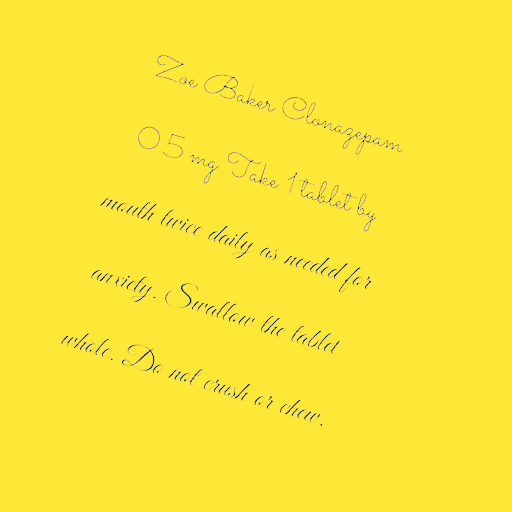 Zoe Baker Clonazepam
0.5 mg Take 1 tablet by
mouth twice daily as needed for
anxiety. Swallow the tablet
whole. Do not crush or chew.